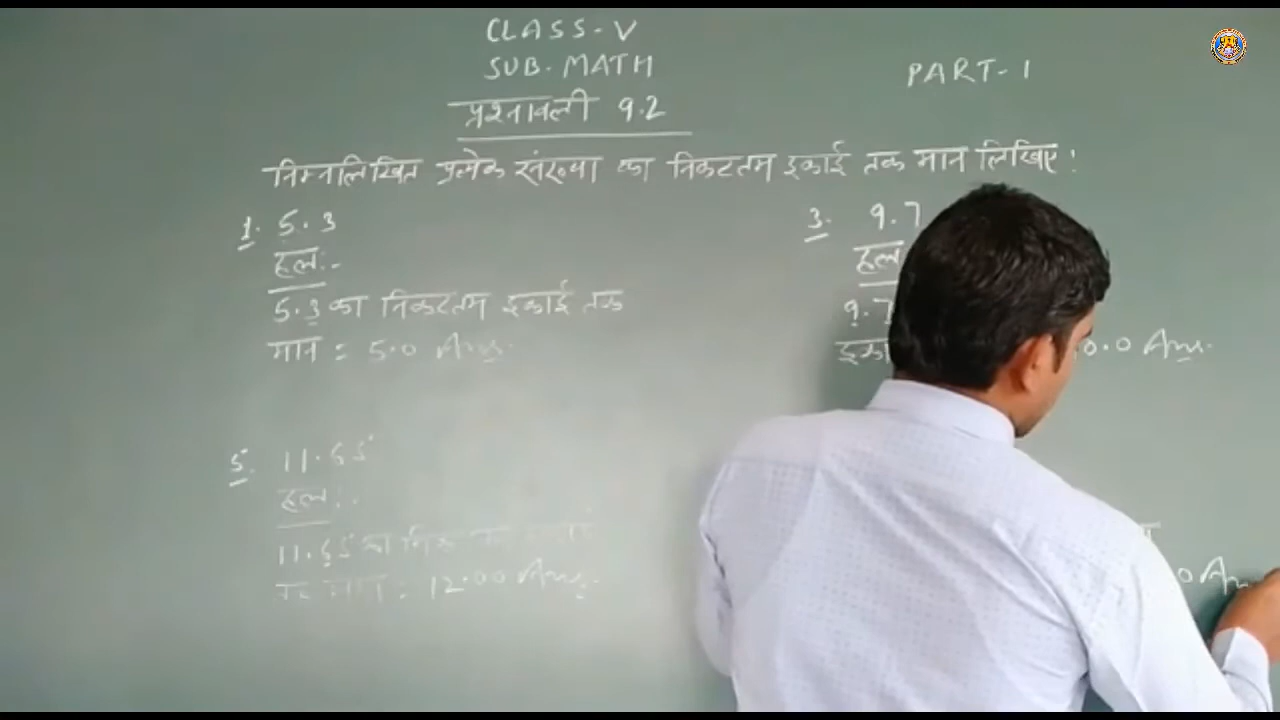 CLASS-V
SUB-MATH
PART-1
प्रश्नावली 9.2
निम्नलिखित प्रत्येक संख्या का निकटतम इकाई तक मान लिखिए!
1. 5.3
हल:-
5.3 का निकटतम इकाई तक
मान = 5.0 Ans.
3. 9.7
हल
9.7
इका 0.0 Ans.
5. 11.65
हल:-
11.65 का
तक मान = 12.00 Ans.
0 An